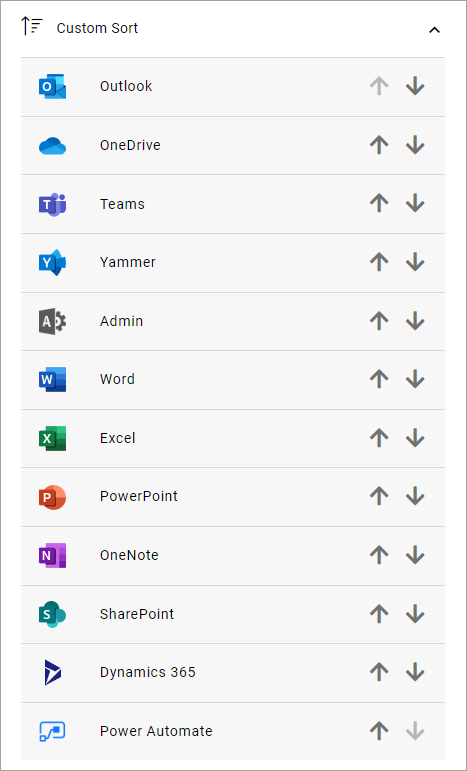 Custom Sort
Outlook
OneDrive
Teams
Yammer
Admin
Word
Excel
PowerPoint
OneNote
SharePoint
Dynamics 365
Power Automate